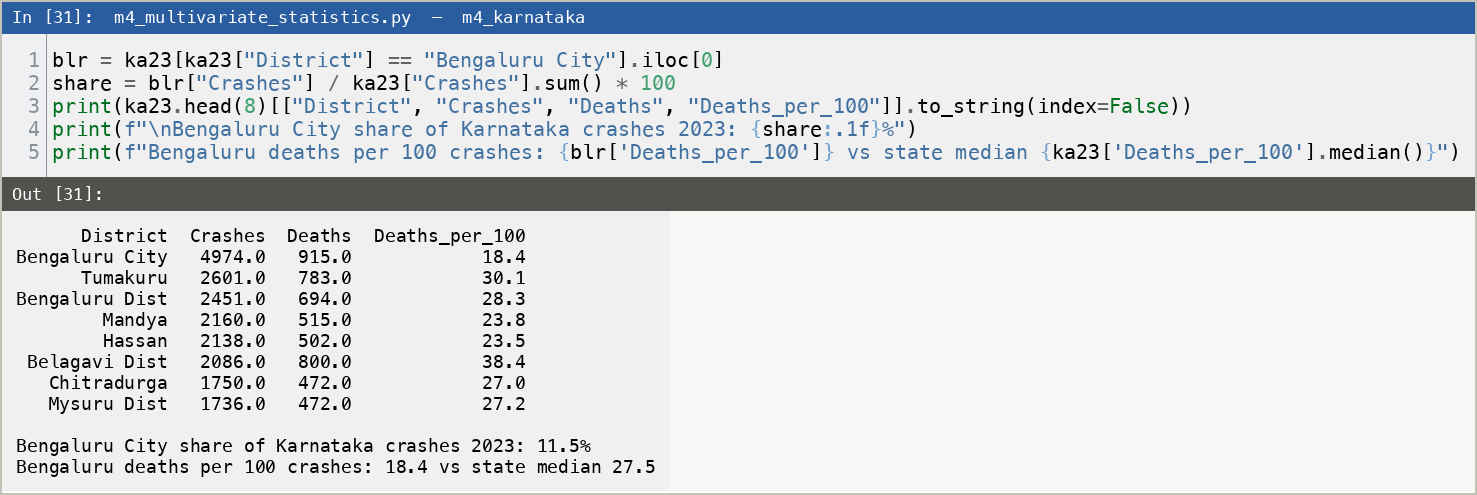 In [31]:  m4_multivariate_statistics.py  —  m4_karnataka
1 blr = ka23[ka23["District"] == "Bengaluru City"].iloc[0]
2 share = blr["Crashes"] / ka23["Crashes"].sum() * 100
3 print(ka23.head(8)[["District", "Crashes", "Deaths", "Deaths_per_100"]].to_string(index=False))
4 print(f"\nBengaluru City share of Karnataka crashes 2023: {share:.1f}%")
5 print(f"Bengaluru deaths per 100 crashes: {blr['Deaths_per_100']} vs state median {ka23['Deaths_per_100'].median()}")
Out [31]:
      District  Crashes  Deaths  Deaths_per_100
Bengaluru City   4974.0   915.0            18.4
      Tumakuru   2601.0   783.0            30.1
Bengaluru Dist   2451.0   694.0            28.3
        Mandya   2160.0   515.0            23.8
        Hassan   2138.0   502.0            23.5
 Belagavi Dist   2086.0   800.0            38.4
   Chitradurga   1750.0   472.0            27.0
   Mysuru Dist   1736.0   472.0            27.2
Bengaluru City share of Karnataka crashes 2023: 11.5%
Bengaluru deaths per 100 crashes: 18.4 vs state median 27.5